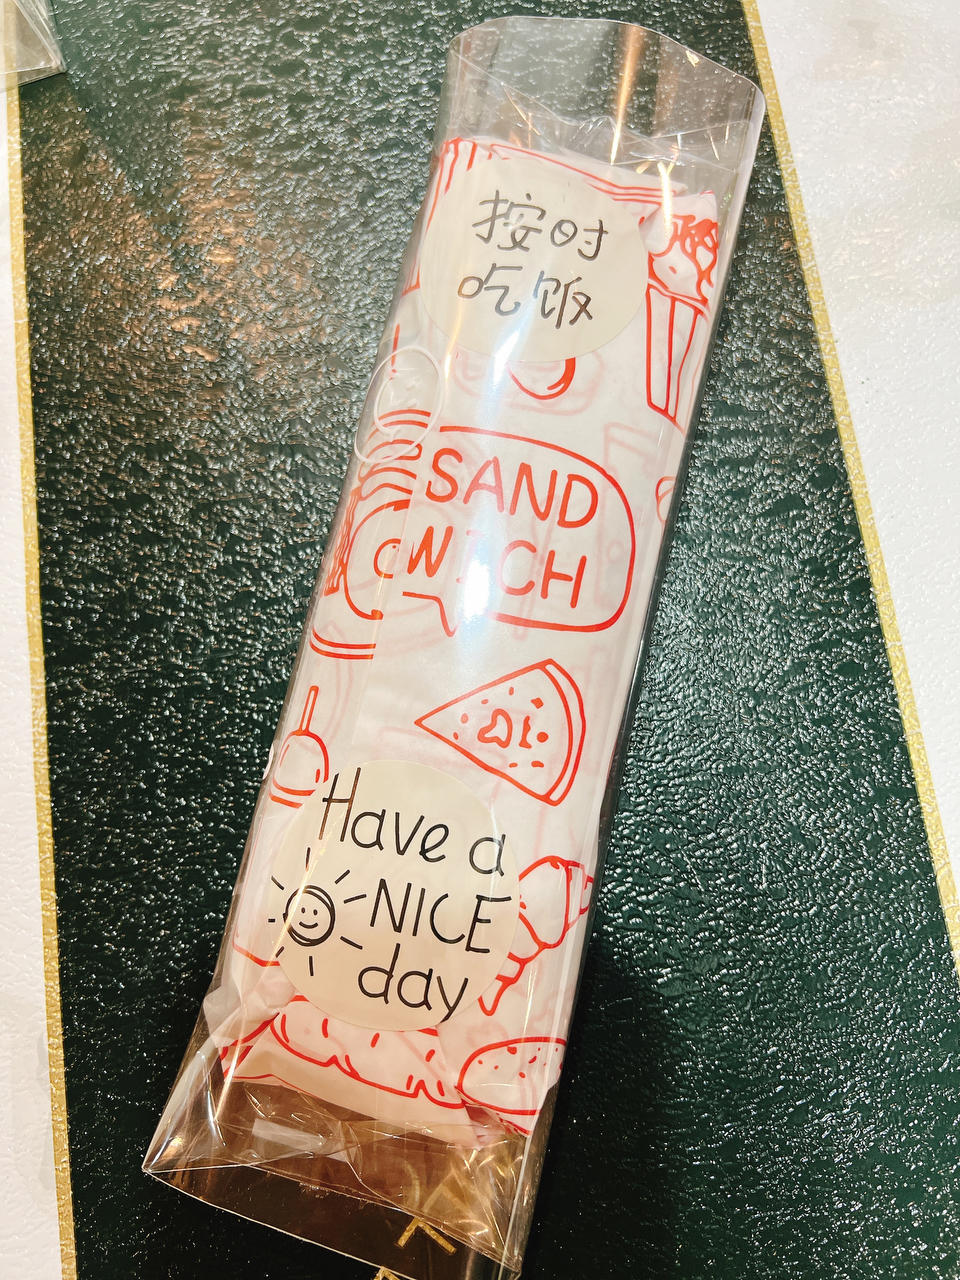 按时
吃饭
SAND
WICH
Have a
NICE
day